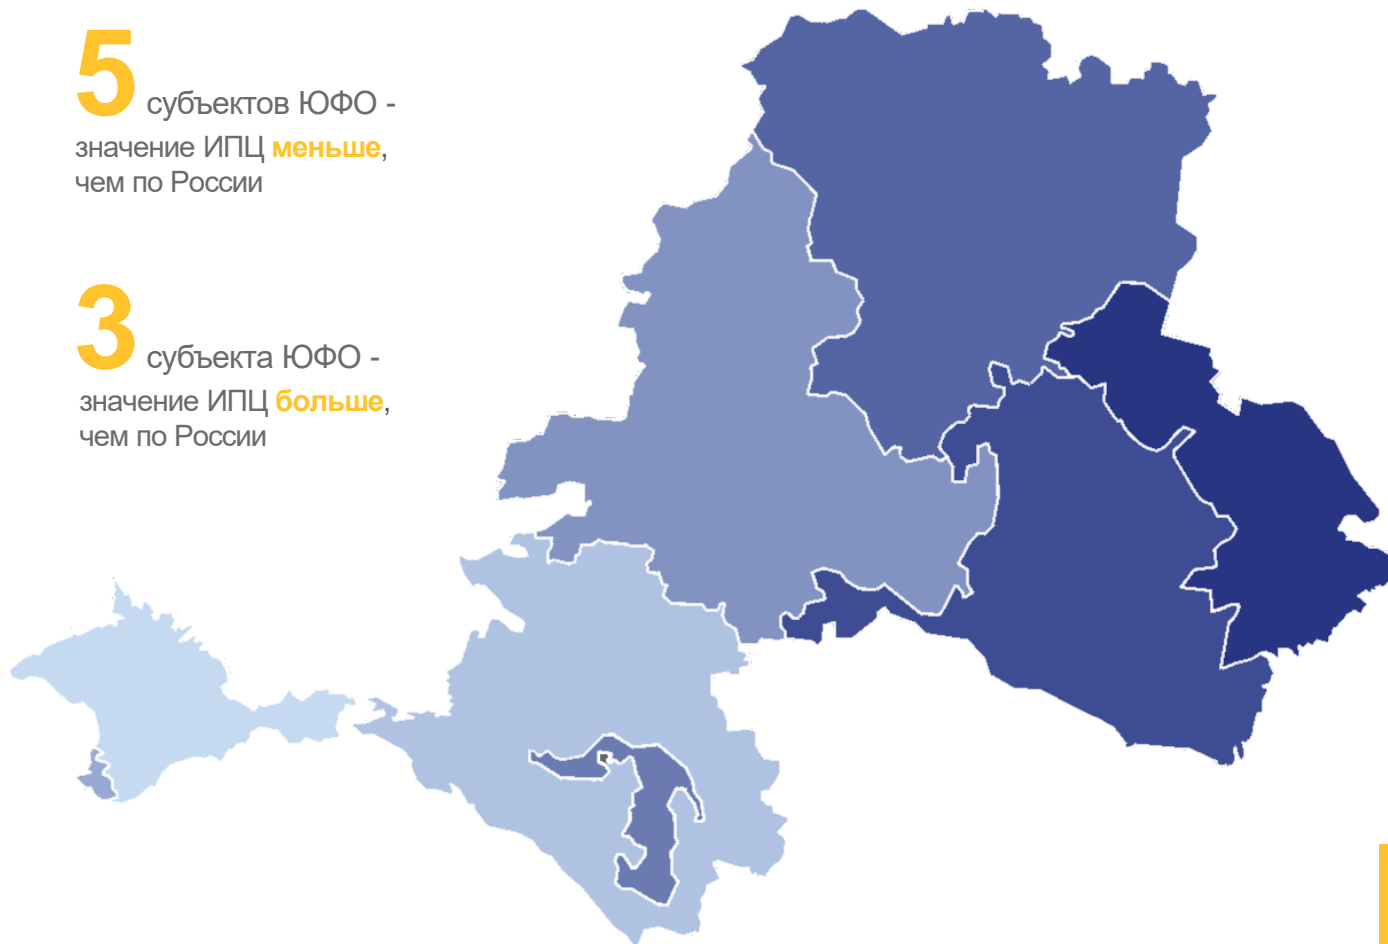 5 субъектов ЮФО -
значение ИПЦ меньше,
чем по России
3 субъекта ЮФО -
значение ИПЦ больше,
чем по России